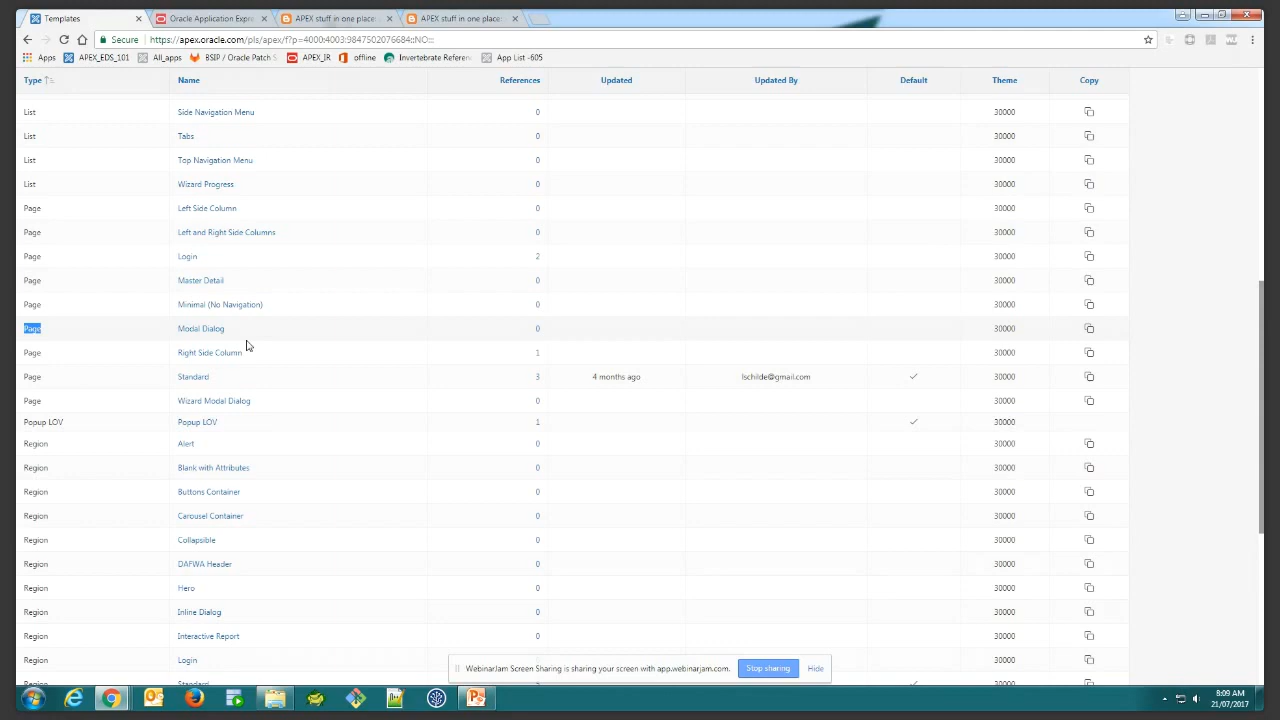 Templates
Oracle Application Expre
APEX stuff in one place:
APEX stuff in one place:
Secure https://apex.oracle.com/pls/apex/f?p=4000:4003:9847502076684::NO::
Apps APEX_EDS_101 All_apps BSIP / Oracle Patch S APEX_IR offline Invertebrate Referen App List -605
Type Name References Updated Updated By Default Theme Copy
List Side Navigation Menu 0 30000
List Tabs 0 30000
List Top Navigation Menu 0 30000
List Wizard Progress 0 30000
Page Left Side Column 0 30000
Page Left and Right Side Columns 0 30000
Page Login 2 30000
Page Master Detail 0 30000
Page Minimal (No Navigation) 0 30000
Page Modal Dialog 0 30000
Page Right Side Column 1 30000
Page Standard 3 4 months ago lschilde@gmail.com 30000
Page Wizard Modal Dialog 0 30000
Popup LOV Popup LOV 1 30000
Region Alert 0 30000
Region Blank with Attributes 0 30000
Region Buttons Container 0 30000
Region Carousel Container 0 30000
Region Collapsible 0 30000
Region DAFWA Header 0 30000
Region Hero 0 30000
Region Inline Dialog 0 30000
Region Interactive Report 0 30000
Region Login 30000
WebinarJam Screen Sharing is sharing your screen with app.webinarjam.com. Stop sharing Hide
Region Standard 30000
8:09 AM
21/07/2017